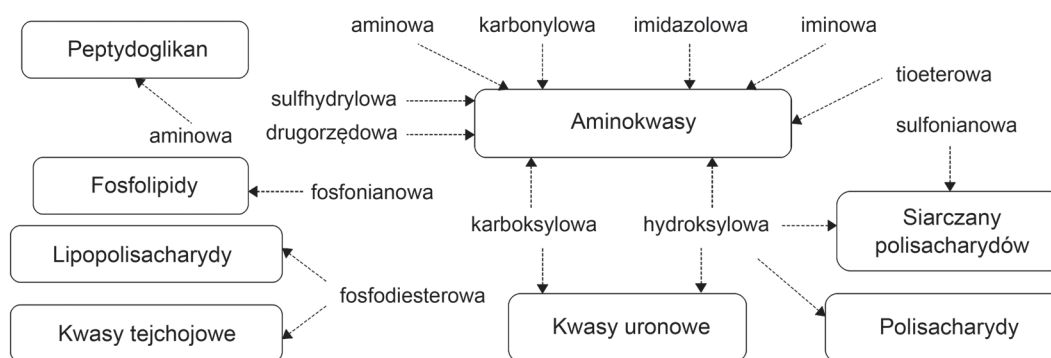 aminowa karbonylowa imidazolowa iminowa
Peptydoglikan
tioeterowa
sulfhydrylowa
Aminokwasy
sulfonianowa
aminowa
drugorzędowa
Fosfolipidy
fosfonianowa
karboksylowa
hydroksylowa
Siarczany
polisacharydów
Lipopolisacharydy
fosfodiesterowa
Kwasy tejchojowe
Kwasy uronowe
Polisacharydy